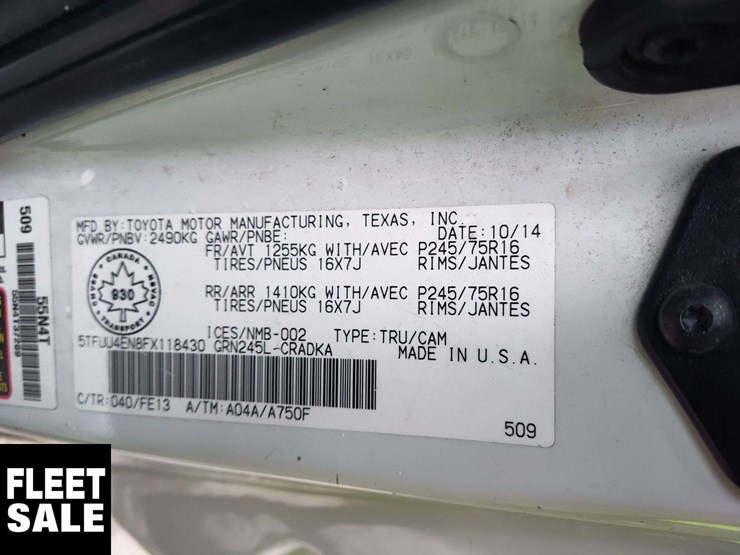 MFD BY:TOYOTA MOTOR MANUFACTURING, TEXAS, INC.
GVWR/PNBV:2490KG GAWR/PNBE: DATE:10/14
FR/AVT 1255KG WITH/AVEC P245/75R16
TIRES/PNEUS 16X7J RIMS/JANTES
RR/ARR 1410KG WITH/AVEC P245/75R16
TIRES/PNEUS 16X7J RIMS/JANTES
CANADA
930
ICES/NMB-002 TYPE:TRU/CAM
5TFUU4EN8FX118430 GRN245L-CRADKA MADE IN U.S.A.
C/TR:040/FE13 A/TM:A04A/A750F
509
509
55N4T
FLEET
SALE